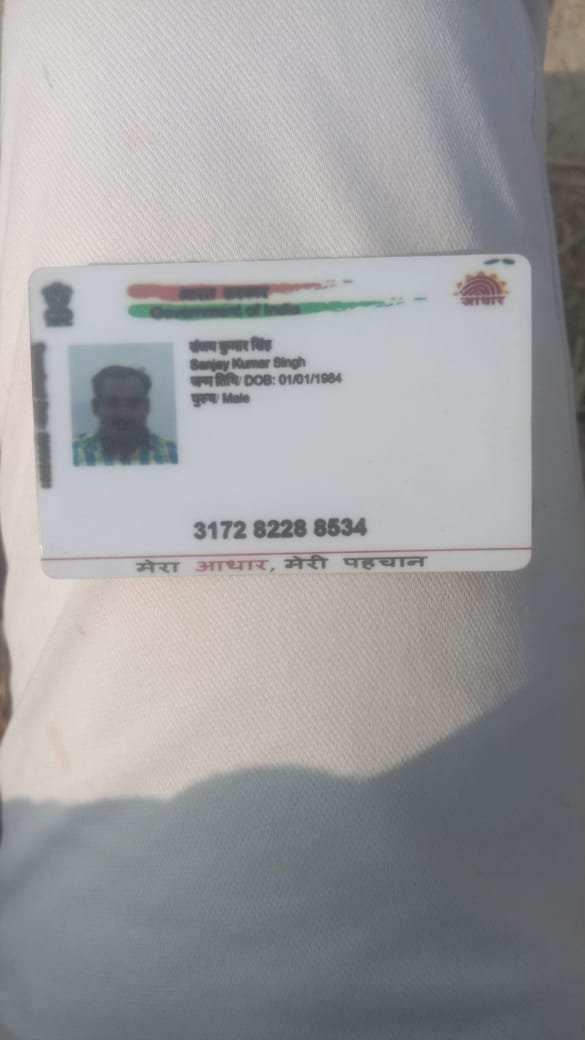 भारत सरकार
Government of India
आधार
संजय कुमार सिंह
Sanjay Kumar Singh
जन्म तिथि/ DOB: 01/01/1984
पुरुष/ Male
3172 8228 8534
मेरा आधार, मेरी पहचान